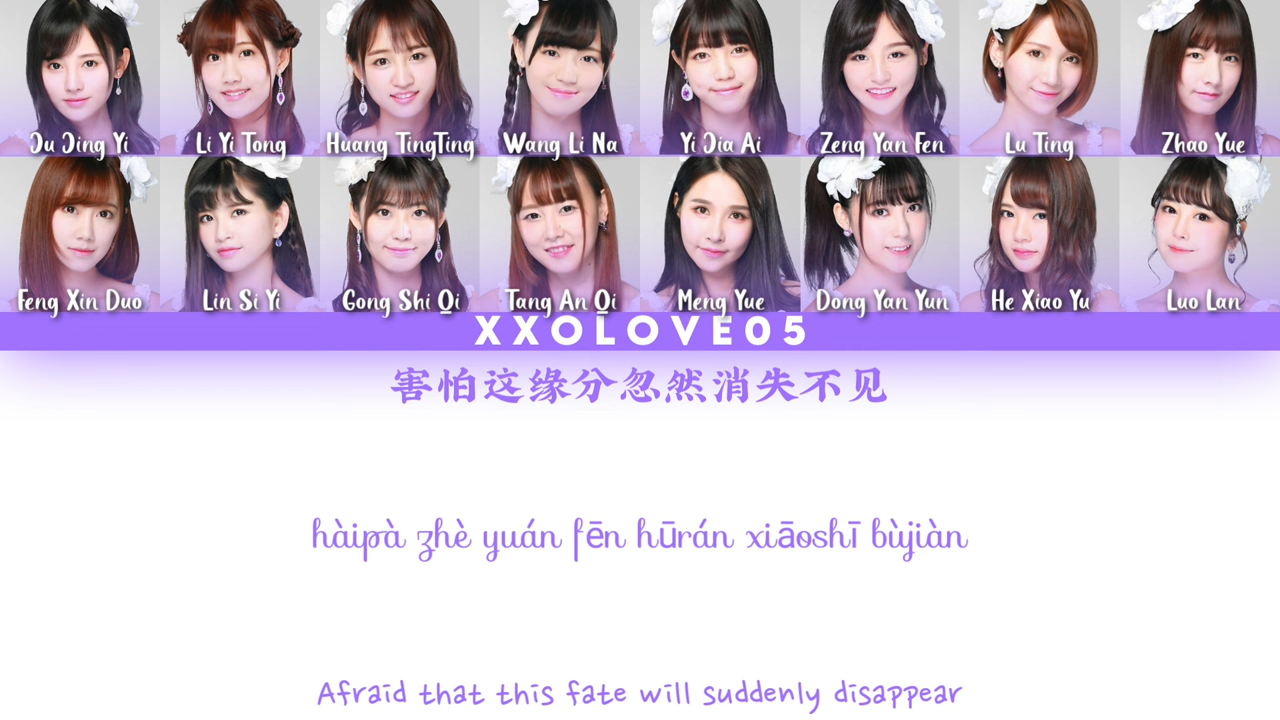 Ju Jing Yi Li Yi Tong Huang TingTing Wang Li Na Yi Jia Ai Zeng Yan Fen Lu Ting Zhao Yue
Feng Xin Duo Lin Si Yi Gong Shi Qi Tang An Qi Meng Yue Dong Yan Yun He Xiao Yu Luo Lan
XXOLOVE05
害怕这缘分忽然消失不见
hàipà zhè yuán fēn hūrán xiāoshī bùjiàn
Afraid that this fate will suddenly disappear